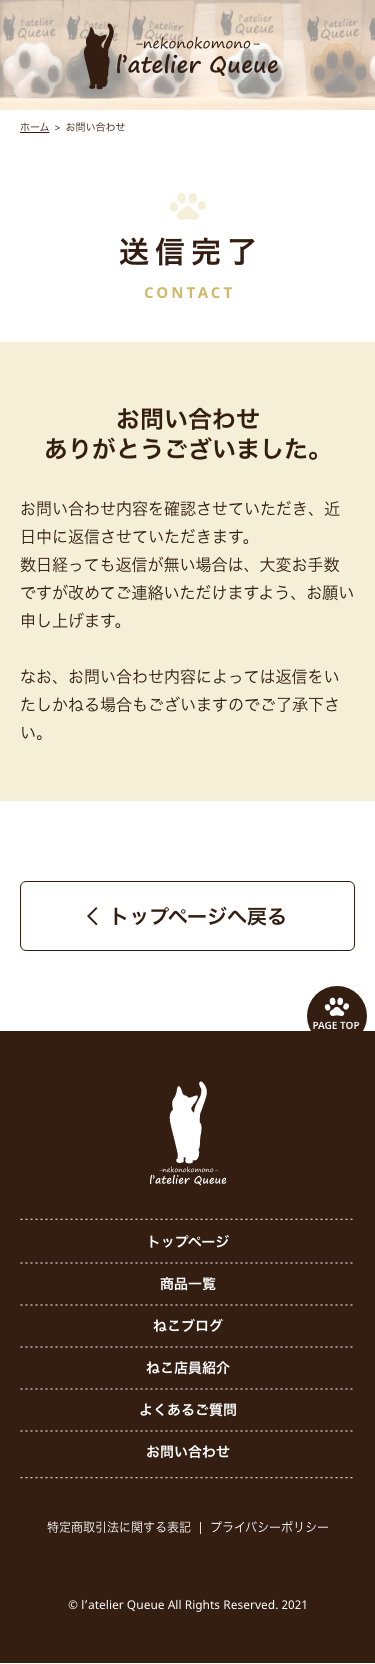 -nekonokomono-
l'atelier Queue
ホーム > お問い合わせ
送信完了
CONTACT
お問い合わせ
ありがとうございました。
お問い合わせ内容を確認させていただき、近
日中に返信させていただきます。
数日経っても返信が無い場合は、大変お手数
ですが改めてご連絡いただけますよう、お願い
申し上げます。
なお、お問い合わせ内容によっては返信をい
たしかねる場合もございますのでご了承下さ
い。
トップページへ戻る
PAGE TOP
-nekonokomono-
l'atelier Queue
トップページ
商品一覧
ねこブログ
ねこ店員紹介
よくあるご質問
お問い合わせ
特定商取引法に関する表記 | プライバシーポリシー
© l’atelier Queue All Rights Reserved. 2021